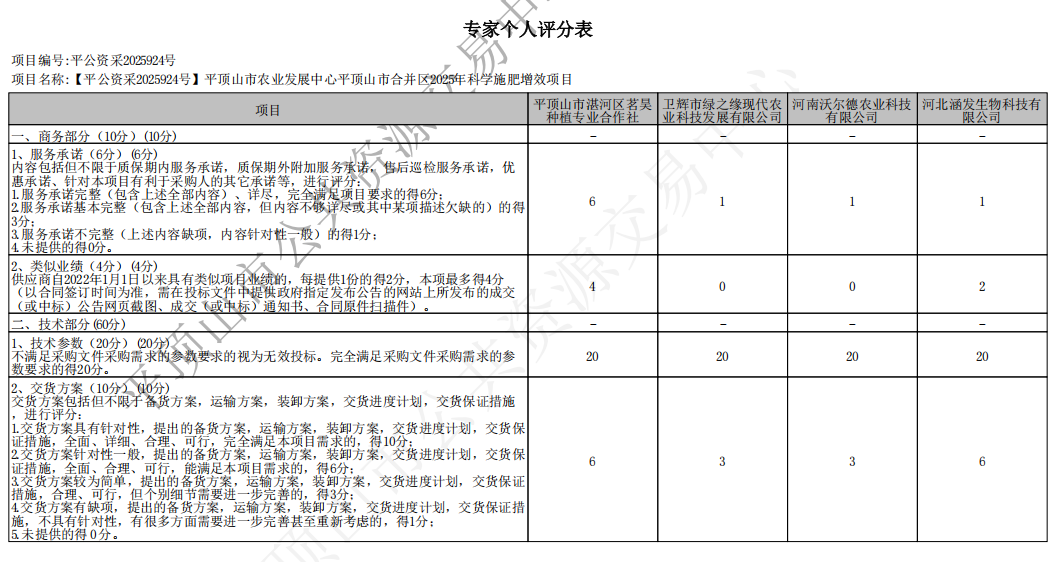 专家个人评分表
项目编号:平公资采2025924号
项目名称:【平公资采2025924号】平顶山市农业发展中心平顶山市合并区2025年科学施肥增效项目
项目
平顶山市湛河区茗昊
种植专业合作社
卫辉市绿之缘现代农
业科技发展有限公司
河南沃尔德农业科技
有限公司
河北涵发生物科技有
限公司
一、商务部分（10分）(10分)
–
–
–
–
1、服务承诺（6分）(6分)
内容包括但不限于质保期内服务承诺，质保期外附加服务承诺，售后巡检服务承诺，优
惠承诺、针对本项目有利于采购人的其它承诺等，进行评分：
1.服务承诺完整（包含上述全部内容）、详尽，完全满足项目要求的得6分；
2.服务承诺基本完整（包含上述全部内容，但内容不够详尽或其中某项描述欠缺的）的得
3分；
3.服务承诺不完整（上述内容缺项，内容针对性一般）的得1分；
4.未提供的得0分。
6
1
1
1
2、类似业绩（4分）(4分)
供应商自2022年1月1日以来具有类似项目业绩的，每提供1份的得2分，本项最多得4分
（以合同签订时间为准，需在投标文件中提供政府指定发布公告的网站上所发布的成交
（或中标）公告网页截图、成交（或中标）通知书、合同原件扫描件）。
4
0
0
2
二、技术部分(60分)
–
–
–
–
1、技术参数（20分）(20分)
不满足采购文件采购需求的参数要求的视为无效投标。完全满足采购文件采购需求的参
数要求的得20分。
20
20
20
20
2、交货方案（10分）(10分)
交货方案包括但不限于备货方案，运输方案，装卸方案，交货进度计划，交货保证措施
，进行评分：
1.交货方案具有针对性，提出的备货方案，运输方案，装卸方案，交货进度计划，交货保
证措施，全面、详细、合理、可行，完全满足本项目需求的，得10分；
2.交货方案针对性一般，提出的备货方案，运输方案，装卸方案，交货进度计划，交货保
证措施，全面、合理、可行，能满足本项目需求的，得6分；
3.交货方案较为简单，提出的备货方案，运输方案，装卸方案，交货进度计划，交货保证
措施，合理、可行，但个别细节需要进一步完善的，得3分；
4.交货方案有缺项，提出的备货方案，运输方案，装卸方案，交货进度计划，交货保证措
施，不具有针对性，有很多方面需要进一步完善甚至重新考虑的，得1分；
5.未提供的得０分。
6
3
3
6
平顶山市公共资源交易中
平顶山市公共资源交易中心